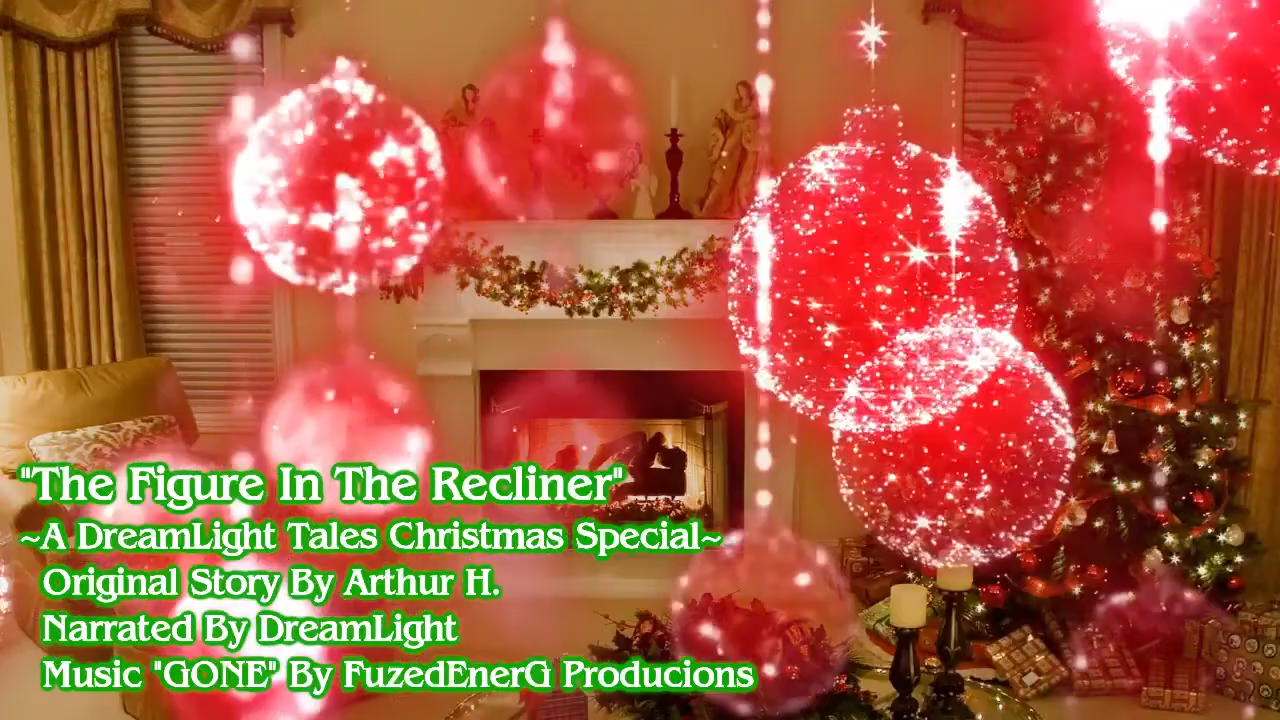 "The Figure In The Recliner"
~A DreamLight Tales Christmas Special~
Original Story By Arthur H.
Narrated By DreamLight
Music "GONE" By FuzedEnerG Producions